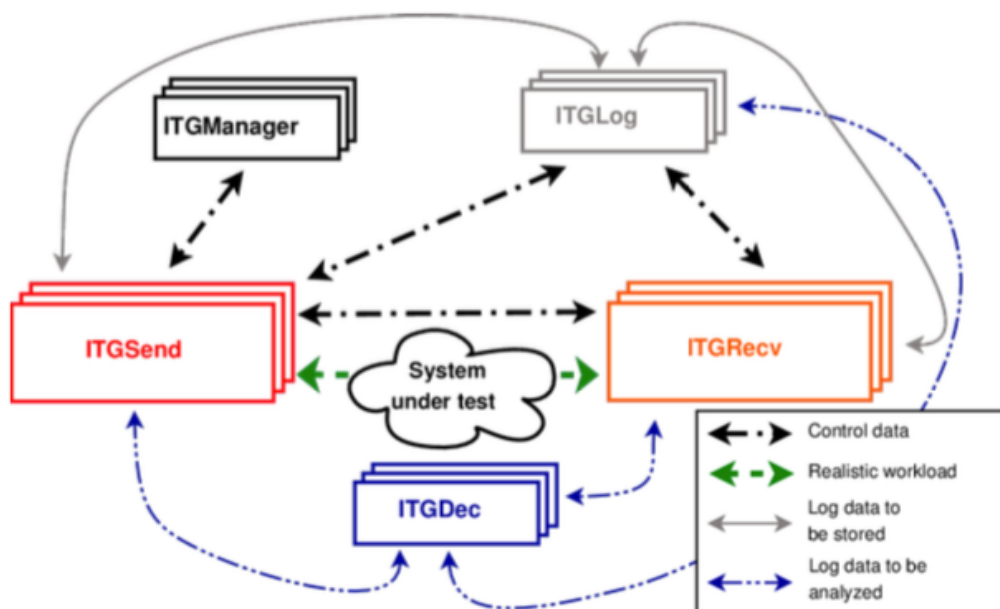 ITGManager
ITGLog
ITGSend
ITGRecv
System
under test
ITGDec
Control data
Realistic workload
Log data to
be stored
Log data to be
analyzed